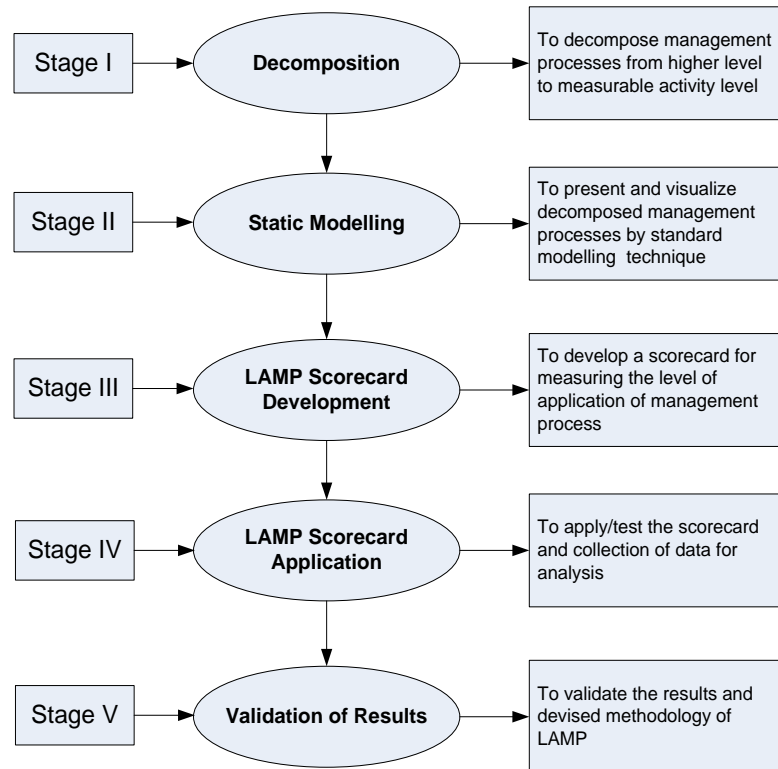 Stage I
Decomposition
To decompose management
processes from higher level
to measurable activity level
Stage II
Static Modelling
To present and visualize
decomposed management
processes by standard
modelling technique
Stage III
LAMP Scorecard
Development
To develop a scorecard for
measuring the level of
application of management
process
Stage IV
LAMP Scorecard
Application
To apply/test the scorecard
and collection of data for
analysis
Stage V
Validation of Results
To validate the results and
devised methodology of
LAMP